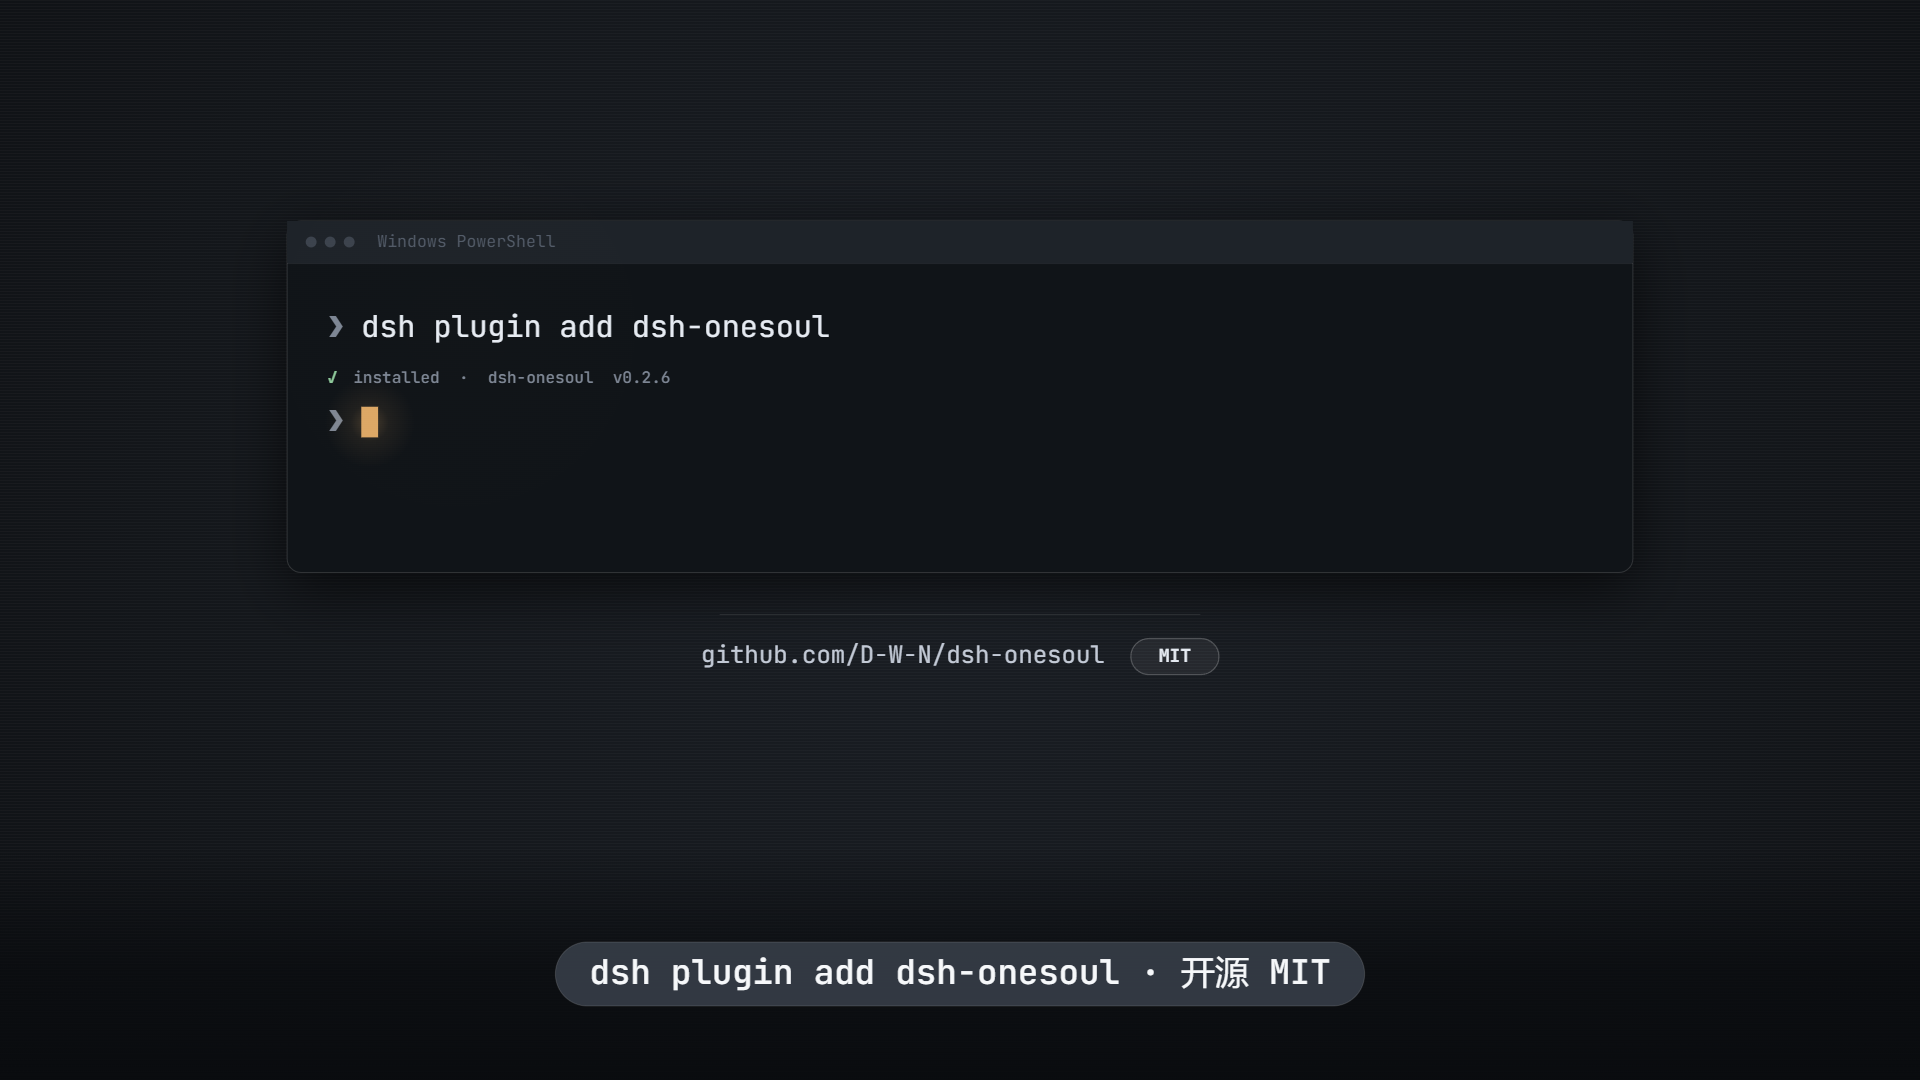 Windows PowerShell
❯ dsh plugin add dsh-onesoul
✓ installed · dsh-onesoul v0.2.6
❯
github.com/D-W-N/dsh-onesoul MIT
dsh plugin add dsh-onesoul · 开源 MIT